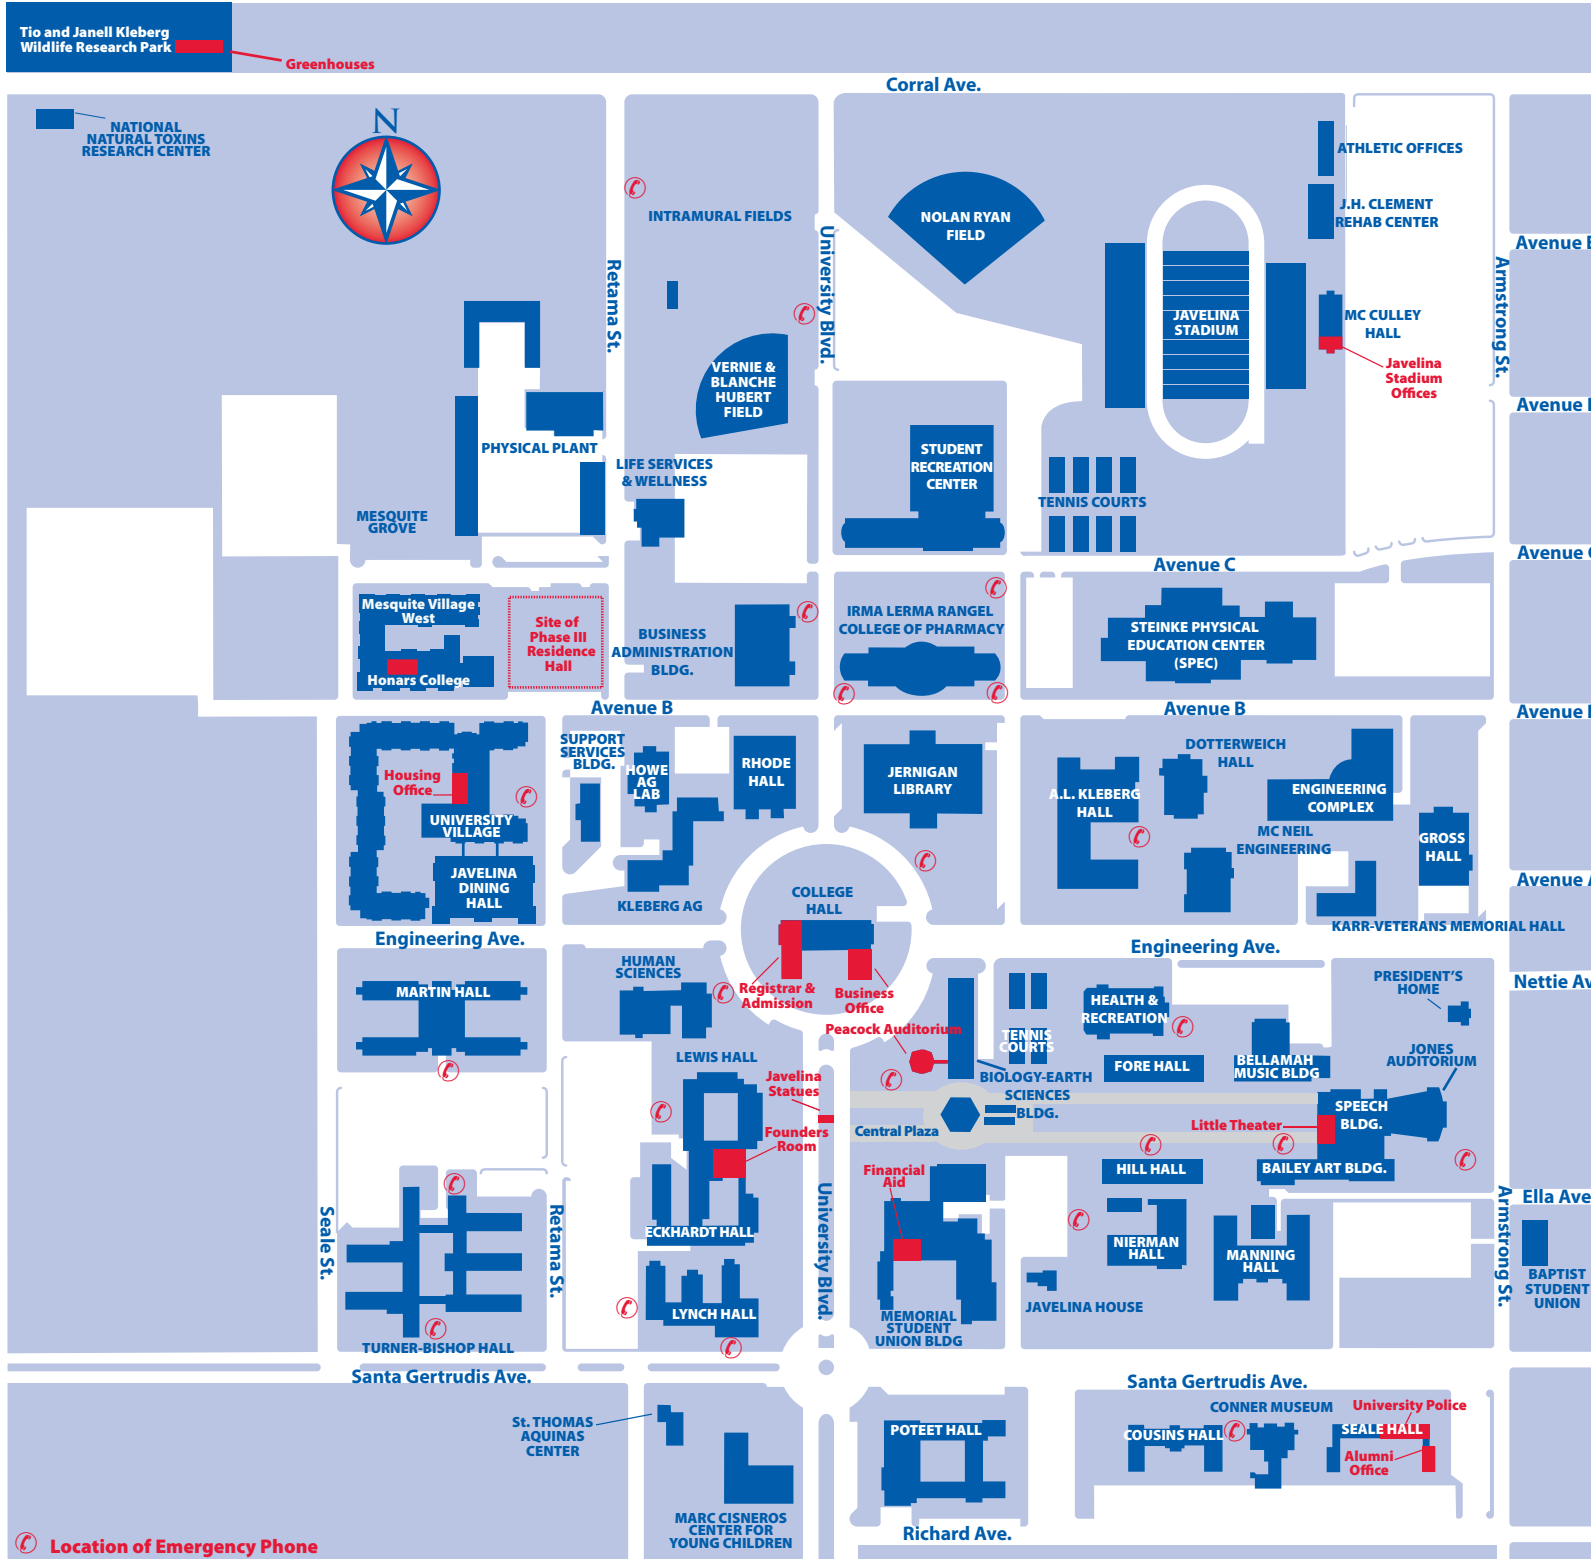 Tio and Janell Kleberg
Wildlife Research Park
Greenhouses
Corral Ave.
NATIONAL
NATURAL TOXINS
RESEARCH CENTER
N
ATHLETIC OFFICES
J.H. CLEMENT
REHAB CENTER
INTRAMURAL FIELDS
NOLAN RYAN
FIELD
University Blvd.
Retama St.
Armstrong St.
Avenue E
JAVELINA
STADIUM
MC CULLEY
HALL
Javelina
Stadium
Offices
VERNIE &
BLANCHE
HUBERT
FIELD
Avenue
PHYSICAL PLANT
LIFE SERVICES
& WELLNESS
STUDENT
RECREATION
CENTER
TENNIS COURTS
MESQUITE
GROVE
Avenue C
Avenue
Mesquite Village
West
Honars College
Site of
Phase III
Residence
Hall
BUSINESS
ADMINISTRATION
BLDG.
IRMA LERMA RANGEL
COLLEGE OF PHARMACY
STEINKE PHYSICAL
EDUCATION CENTER
(SPEC)
Avenue B
Avenue B
Avenue
Housing
Office
UNIVERSITY
VILLAGE
JAVELINA
DINING
HALL
SUPPORT
SERVICES
BLDG.
HOWE
AG
LAB
RHODE
HALL
JERNIGAN
LIBRARY
A.L. KLEBERG
HALL
DOTTERWEICH
HALL
ENGINEERING
COMPLEX
MC NEIL
ENGINEERING
GROSS
HALL
Avenue A
KLEBERG AG
COLLEGE
HALL
KARR-VETERANS MEMORIAL HALL
Engineering Ave.
Engineering Ave.
Nettie Av
MARTIN HALL
HUMAN
SCIENCES
Registrar &
Admission
Business
Office
Peacock Auditorium
TENNIS
COURTS
HEALTH &
RECREATION
PRESIDENT'S
HOME
JONES
AUDITORIUM
LEWIS HALL
FORE HALL
BELLAMAH
MUSIC BLDG
BIOLOGY-EARTH
SCIENCES
BLDG.
Javelina
Statues
Founders
Room
Central Plaza
Little Theater
SPEECH
BLDG.
Financial
Aid
HILL HALL
BAILEY ART BLDG.
Seale St.
Retama St.
University Blvd.
Armstrong St.
Ella Ave
ECKHARDT HALL
NIERMAN
HALL
MANNING
HALL
BAPTIST
STUDENT
UNION
JAVELINA HOUSE
LYNCH HALL
MEMORIAL
STUDENT
UNION BLDG
TURNER-BISHOP HALL
Santa Gertrudis Ave.
Santa Gertrudis Ave.
St. THOMAS
AQUINAS
CENTER
POTEET HALL
COUSINS HALL
CONNER MUSEUM
University Police
SEALE HALL
Alumni
Office
MARC CISNEROS
CENTER FOR
YOUNG CHILDREN
Richard Ave.
Location of Emergency Phone